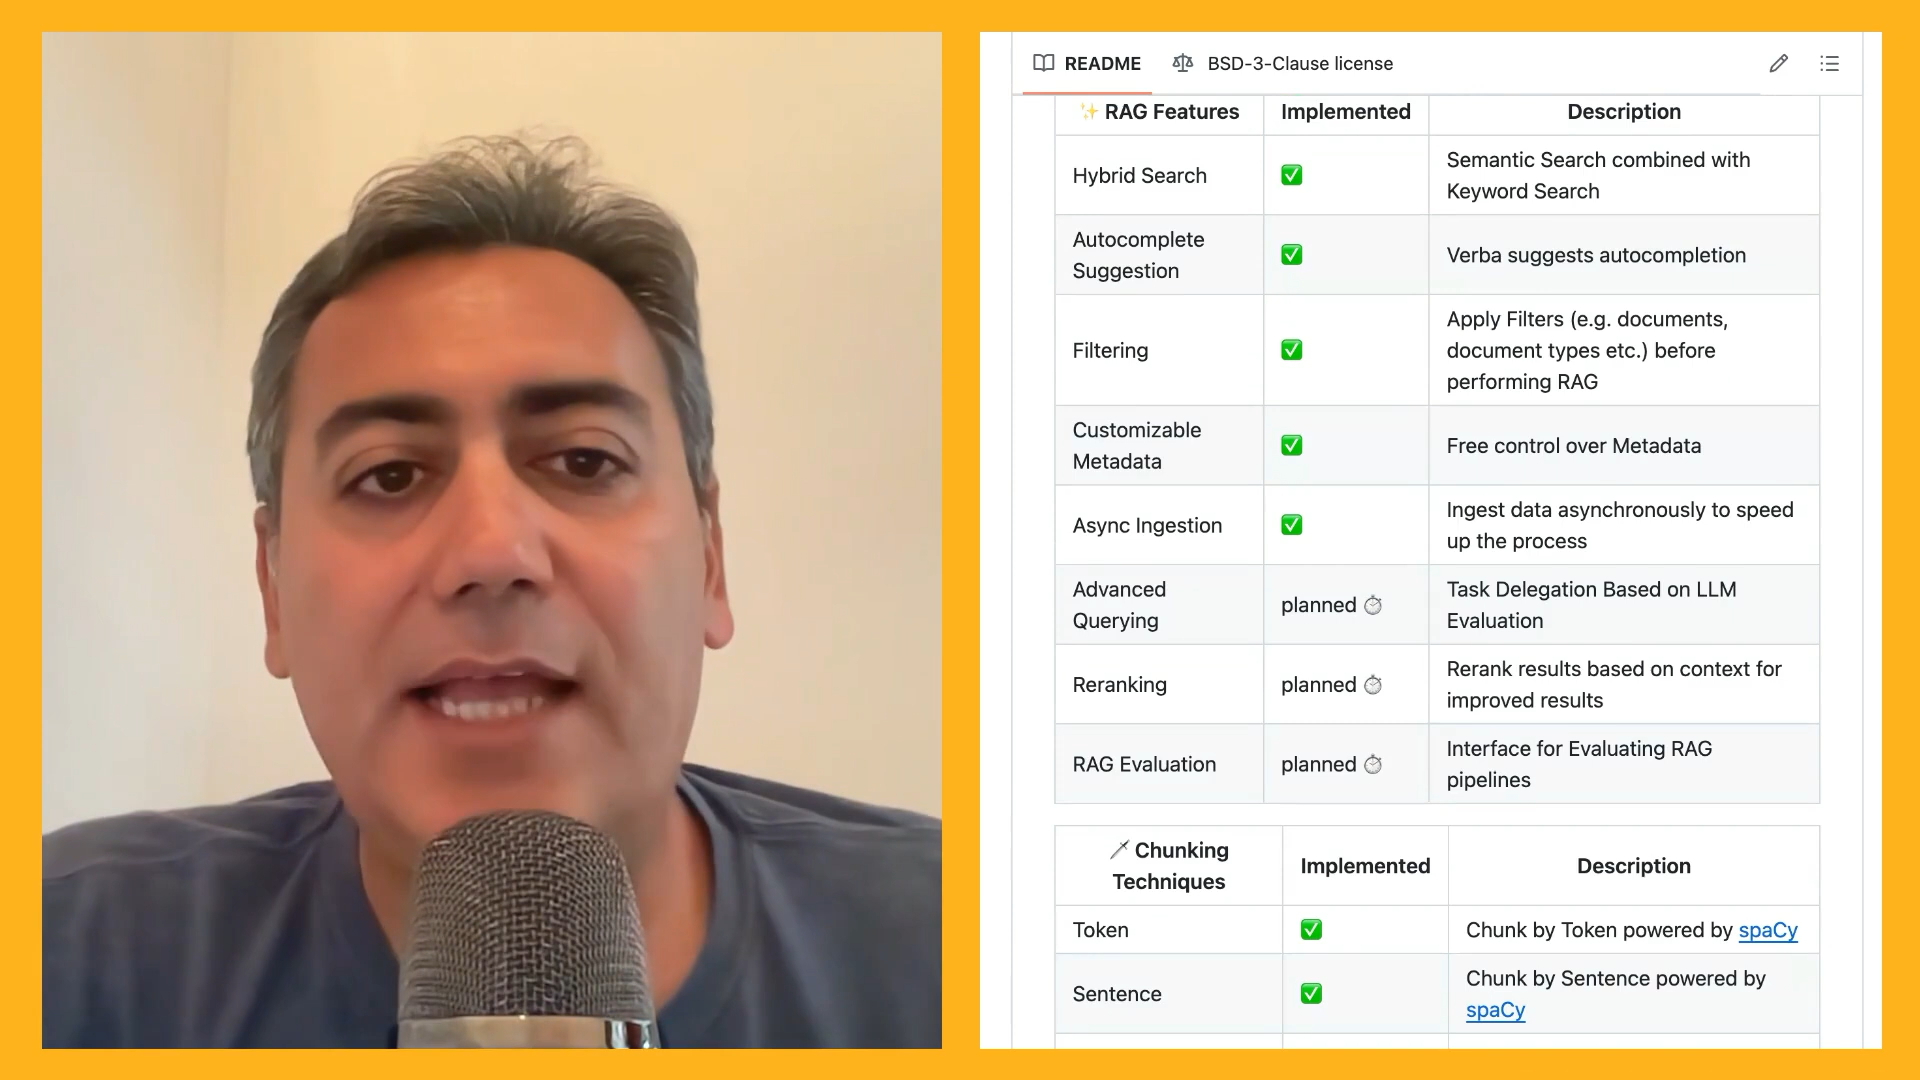 README
BSD-3-Clause license
✨ RAG Features
Implemented
Description
Hybrid Search
✅
Semantic Search combined with
Keyword Search
Autocomplete
Suggestion
✅
Verba suggests autocompletion
Filtering
✅
Apply Filters (e.g. documents,
document types etc.) before
performing RAG
Customizable
Metadata
✅
Free control over Metadata
Async Ingestion
✅
Ingest data asynchronously to speed
up the process
Advanced
Querying
planned ⏱️
Task Delegation Based on LLM
Evaluation
Reranking
planned ⏱️
Rerank results based on context for
improved results
RAG Evaluation
planned ⏱️
Interface for Evaluating RAG
pipelines
🗡️ Chunking
Techniques
Implemented
Description
Token
✅
Chunk by Token powered by spaCy
Sentence
✅
Chunk by Sentence powered by
spaCy